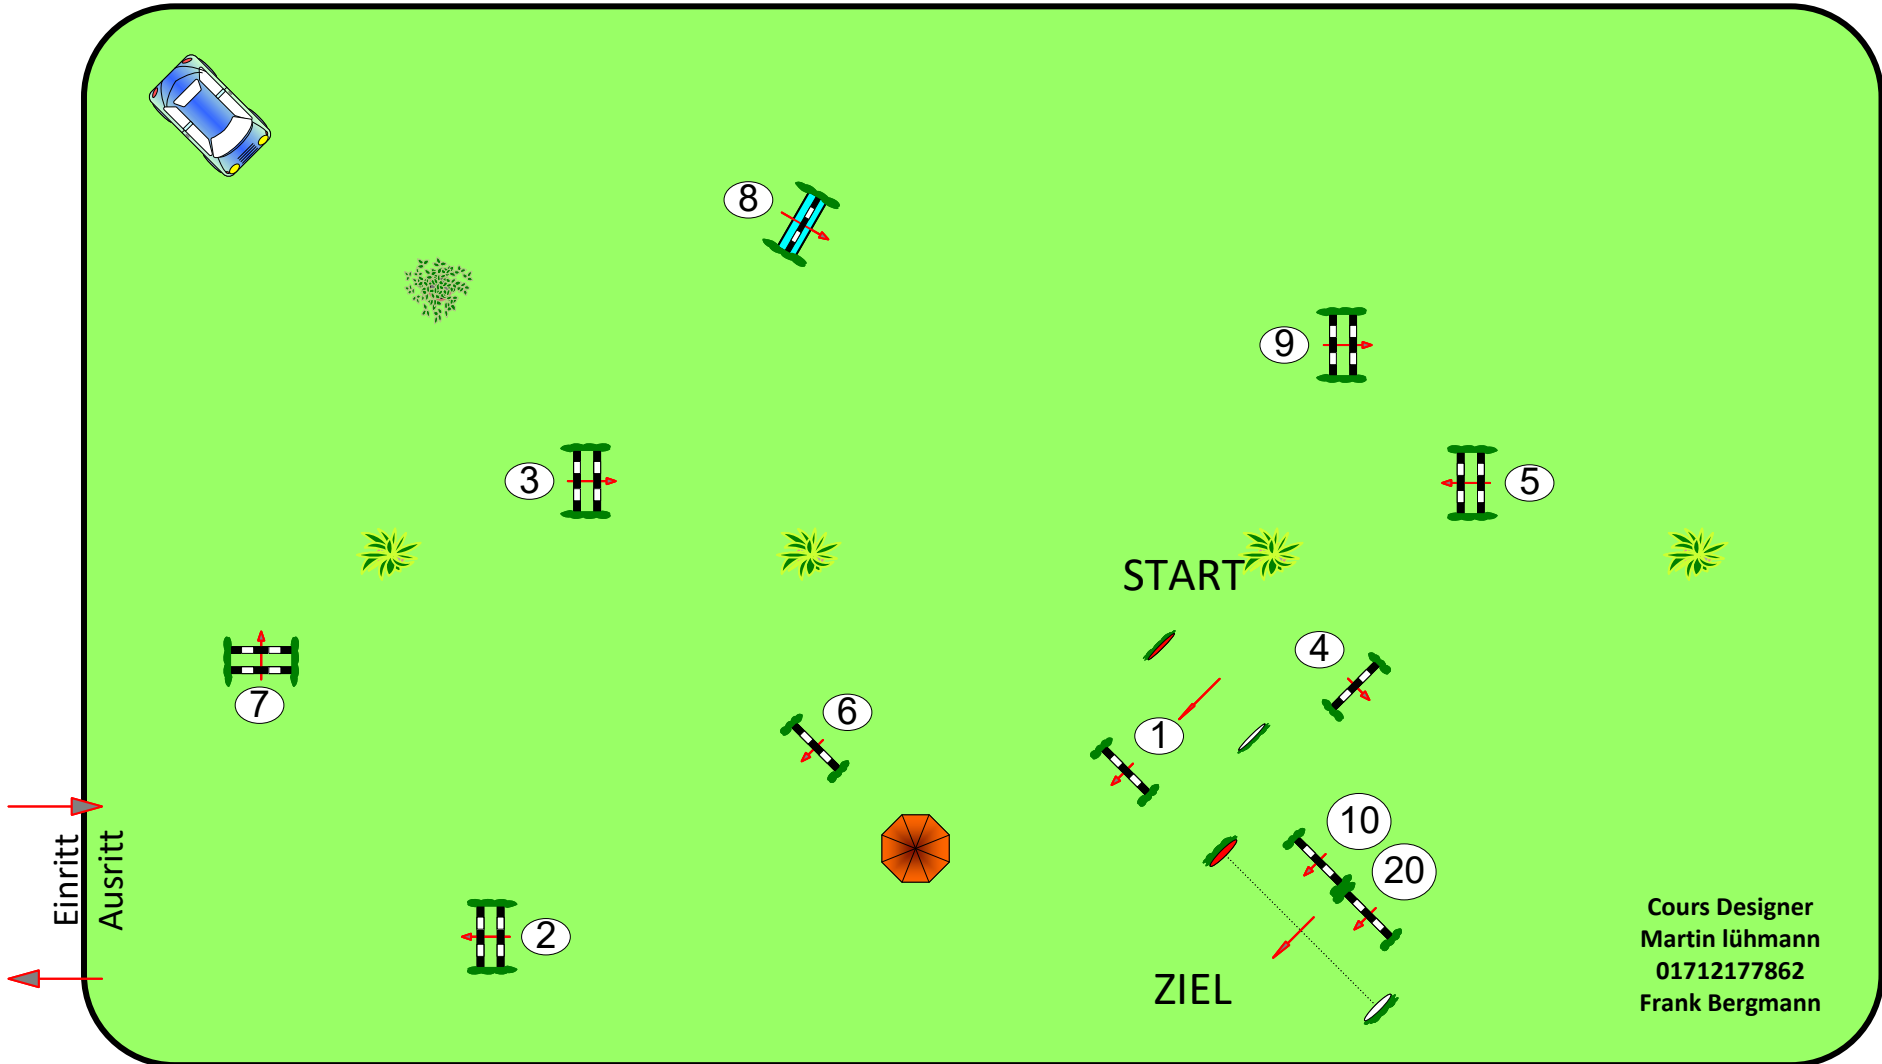 8
9
3
5
START
4
7
6
1
10
20
Einritt
Ausritt
2
ZIEL
Cours Designer
Martin lühmann
01712177862
Frank Bergmann